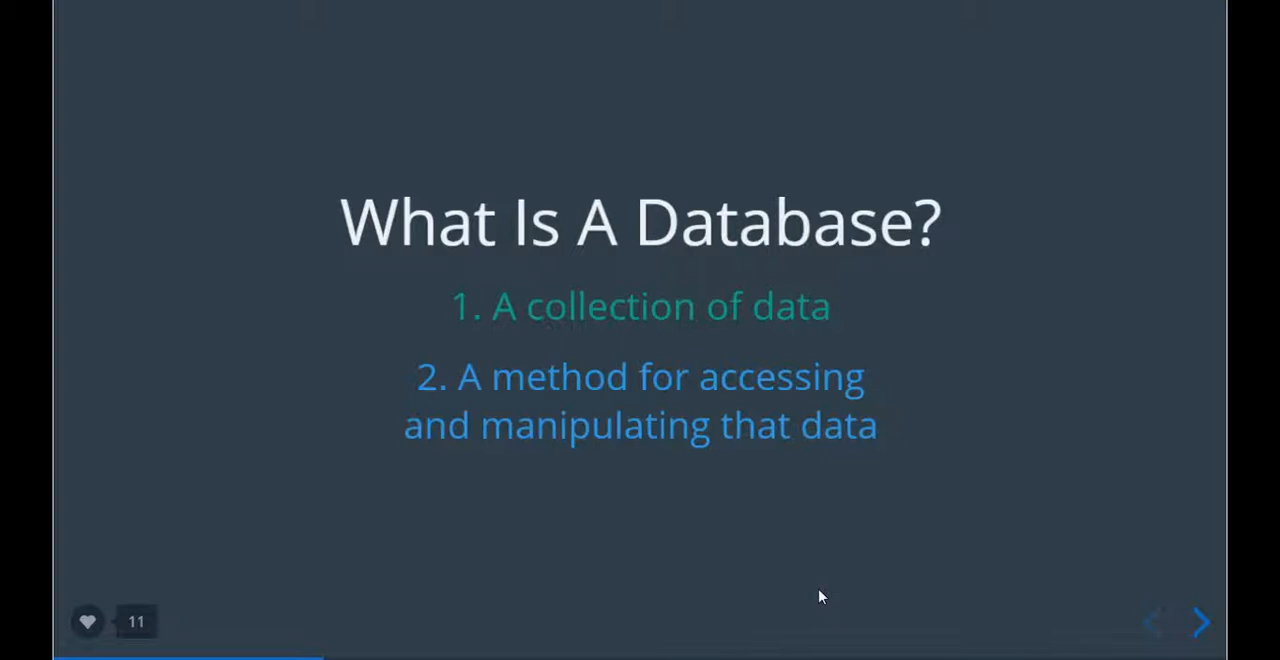 What Is A Database?
1. A collection of data
2. A method for accessing
and manipulating that data
11